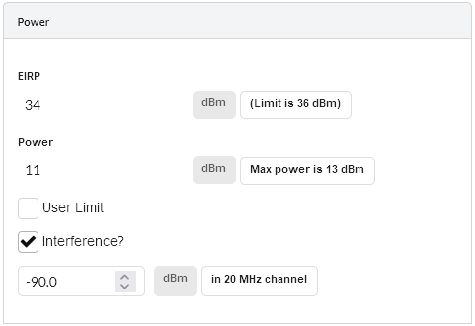 Power
EIRP
34 dBm (Limit is 36 dBm)
Power
11 dBm Max power is 13 dBm
User Limit
Interference?
-90.0 dBm in 20 MHz channel